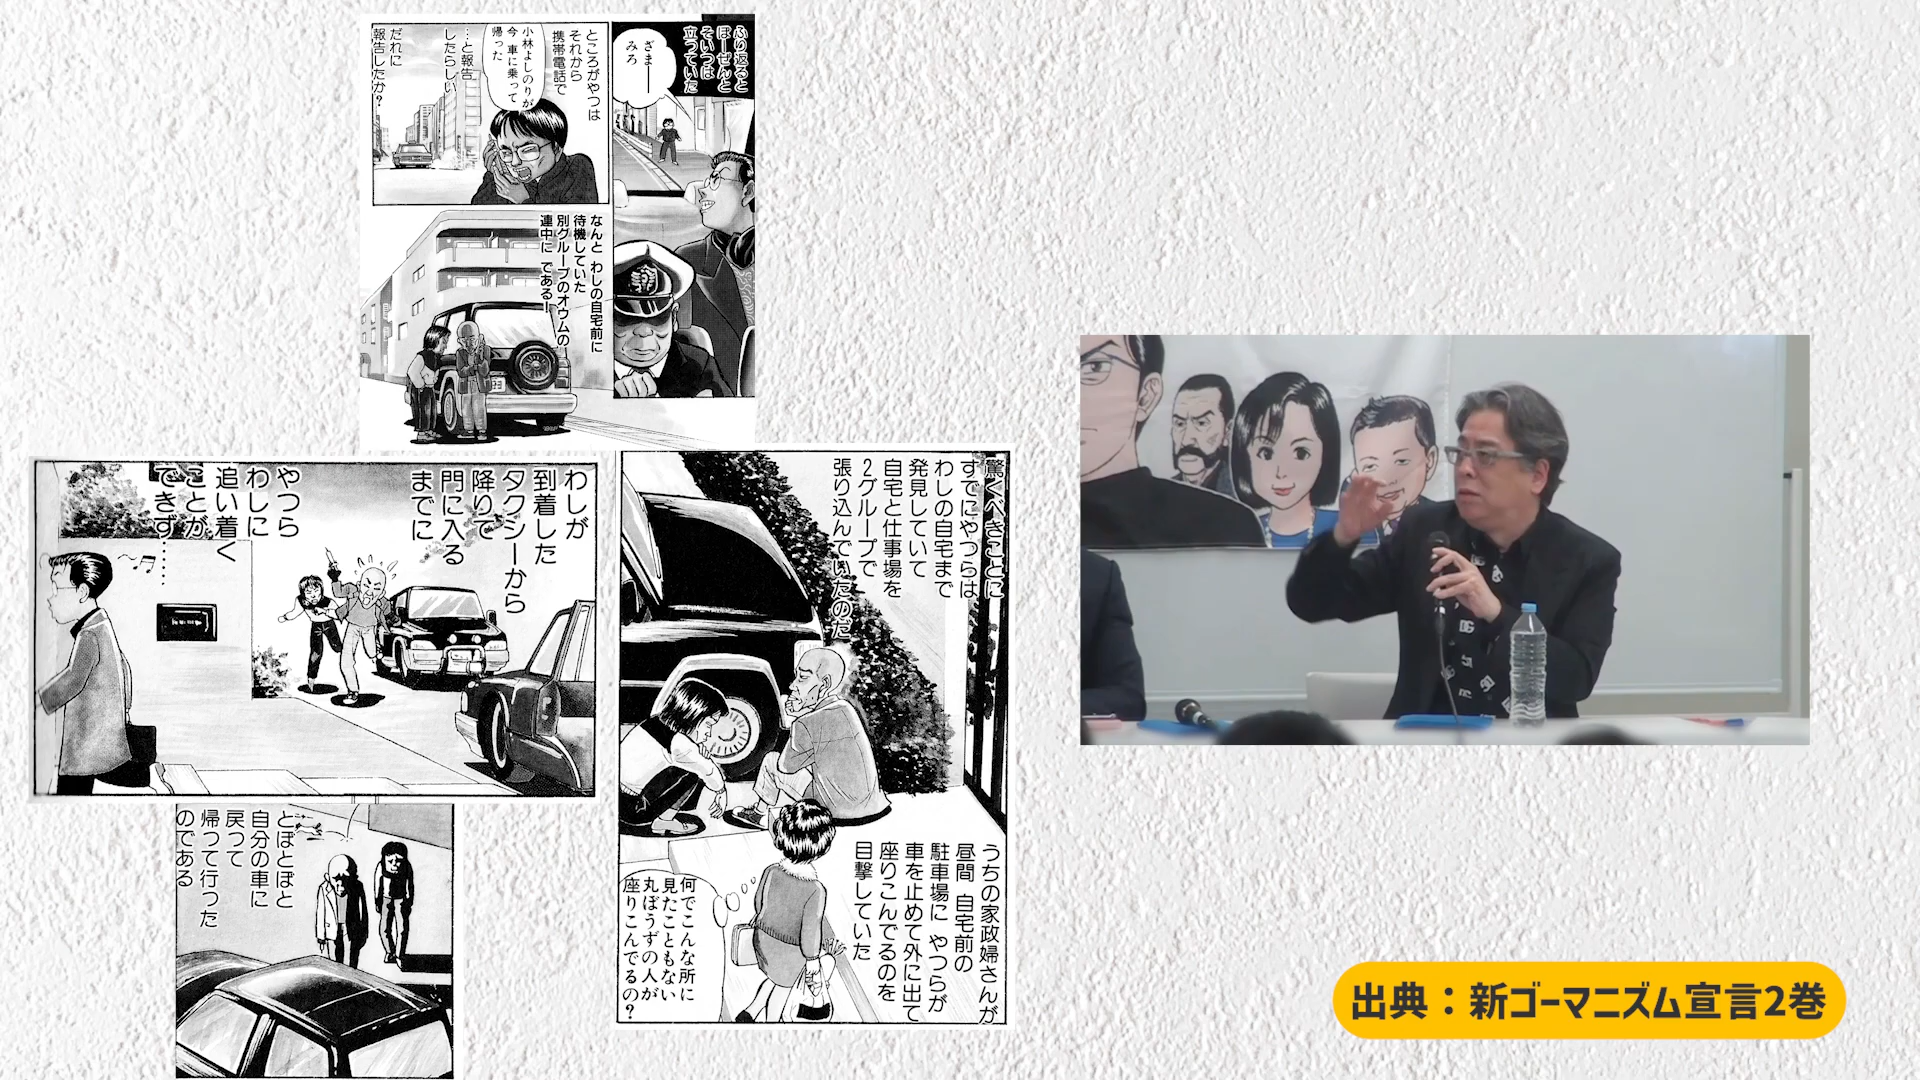 ふり返ると
ぼーぜんと
そいつは
立っていた
ざまー
みろ
ところがやつは
それから
携帯電話で
小林よしのりが
今 車に乗って
帰った
…と報告
したらしい
だれに
報告したか?
なんと わしの自宅前に
待機していた
別グループのオウムの
連中に である
驚くべきことに
すでにやつらは
わしの自宅まで
発見していて
自宅と仕事場を
2グループで
張り込んでいたのだ
うちの家政婦さんが
昼間 自宅前の
駐車場に やつらが
車を止めて外に出て
座りこんでるのを
目撃していた
何でこんな所に
見たこともない
丸ぼうずの人が
座りこんでるの?
わしが
到着した
タクシーから
降りて
門に入る
までに
やつら
わしに
追い着く
ことが
できず……
とぼとぼと
自分の車に
戻って
帰って行った
のである
出典：新ゴーマニズム宣言2巻